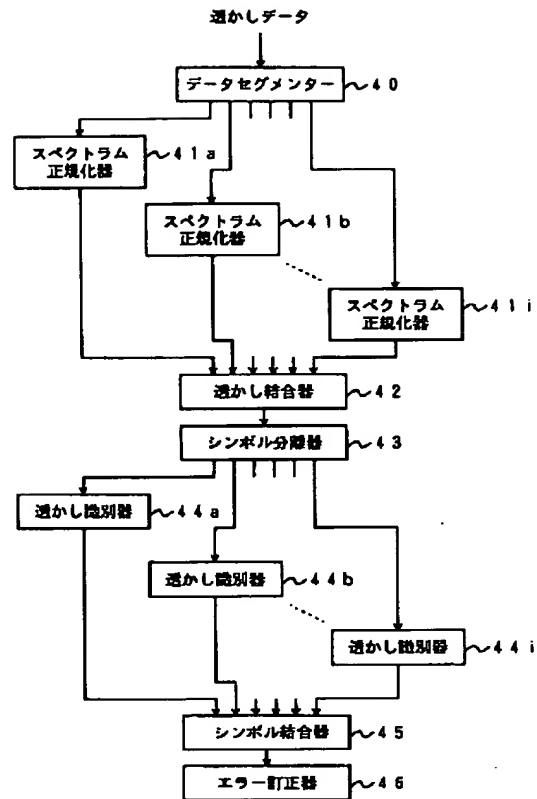 透かしデータ
データセグメンター 40
スペクトラム
正規化器 41a
スペクトラム
正規化器 41b
スペクトラム
正規化器 41i
透かし結合器 42
シンボル分離器 43
透かし識別器 44a
透かし識別器 44b
透かし識別器 44i
シンボル結合器 45
エラー訂正器 46